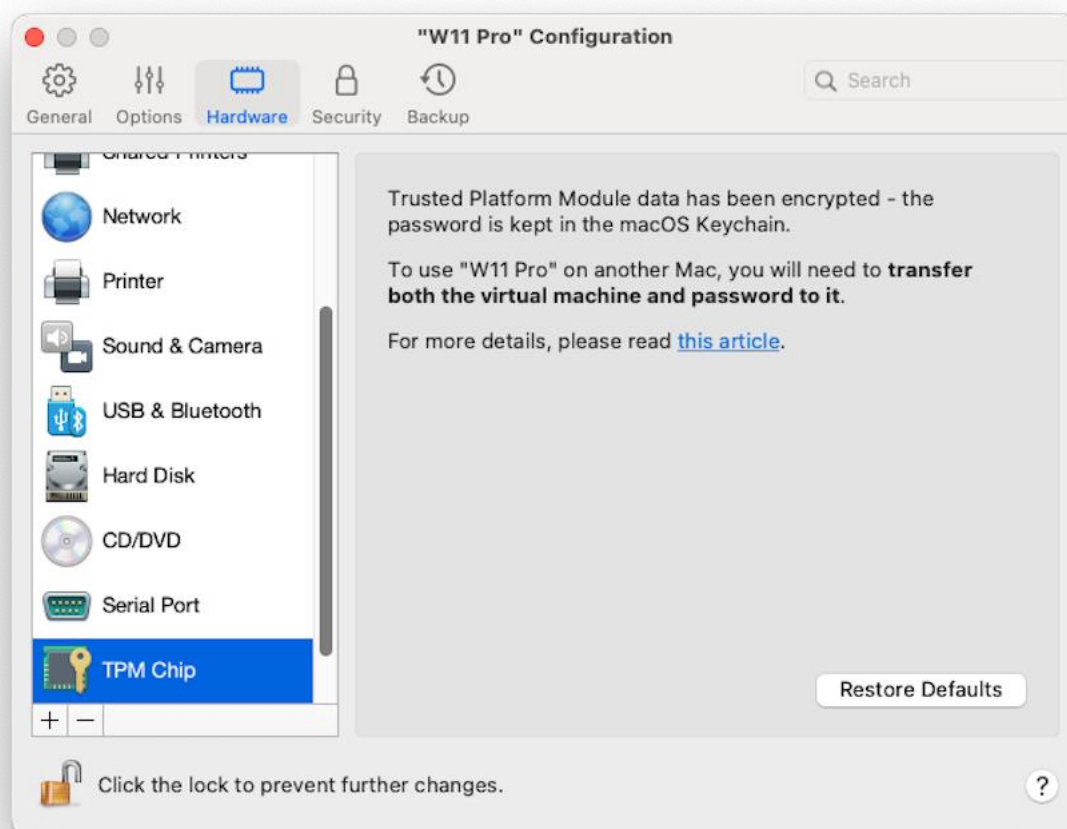 "W11 Pro" Configuration
General
Options
Hardware
Security
Backup
Search
Shared Printers
Network
Printer
Sound & Camera
USB & Bluetooth
Hard Disk
CD/DVD
Serial Port
TPM Chip
+ −
Trusted Platform Module data has been encrypted - the
password is kept in the macOS Keychain.
To use "W11 Pro" on another Mac, you will need to transfer
both the virtual machine and password to it.
For more details, please read this article.
Restore Defaults
Click the lock to prevent further changes.
?